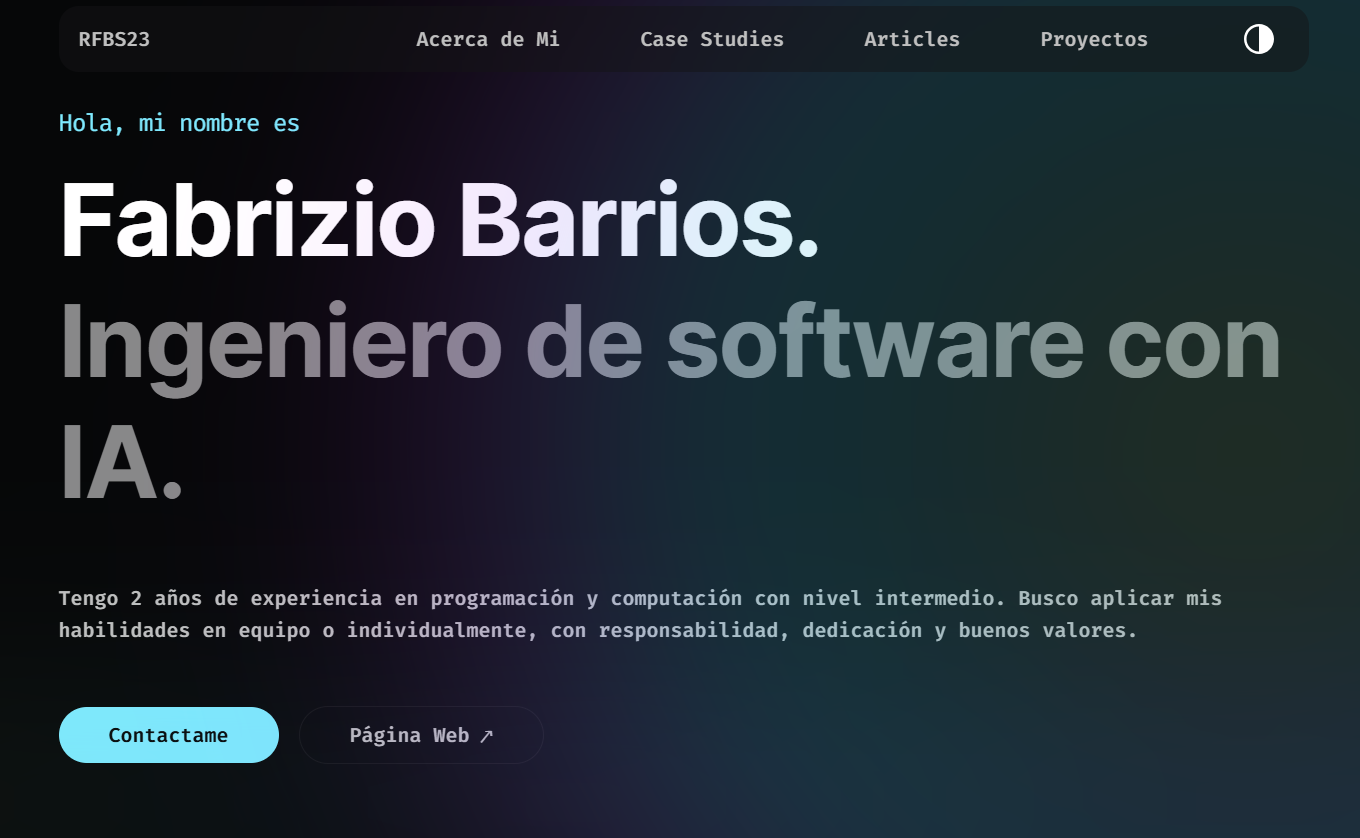 RFBS23 Acerca de Mi Case Studies Articles Proyectos
Hola, mi nombre es
Fabrizio Barrios.
Ingeniero de software con
IA.
Tengo 2 años de experiencia en programación y computación con nivel intermedio. Busco aplicar mis
habilidades en equipo o individualmente, con responsabilidad, dedicación y buenos valores.
Contactame Página Web ↗